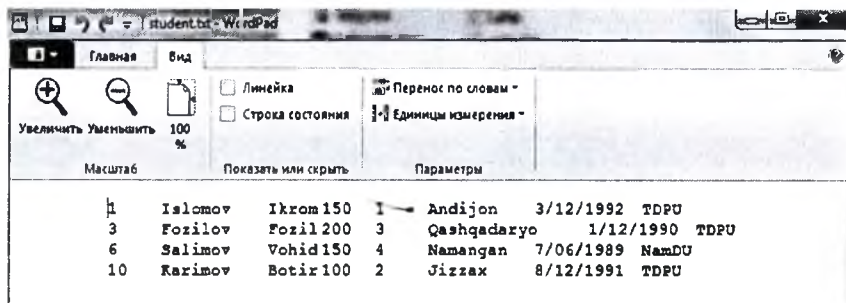 student.txt - WordPad
Главная Вид
Линейка
Строка состояния
Перенос по словам
Единицы измерения
Увеличить Уменьшить 100 %
Масштаб Показать или скрыть Параметры
1 Islomov Ikrom 150 1 Andijon 3/12/1992 TDPU
3 Fozilov Fozil 200 3 Qashqadaryo 1/12/1990 TDPU
6 Salimov Vohid 150 4 Namangan 7/06/1989 NamDU
10 Rarimov Botir 100 2 Jizzax 8/12/1991 TDPU